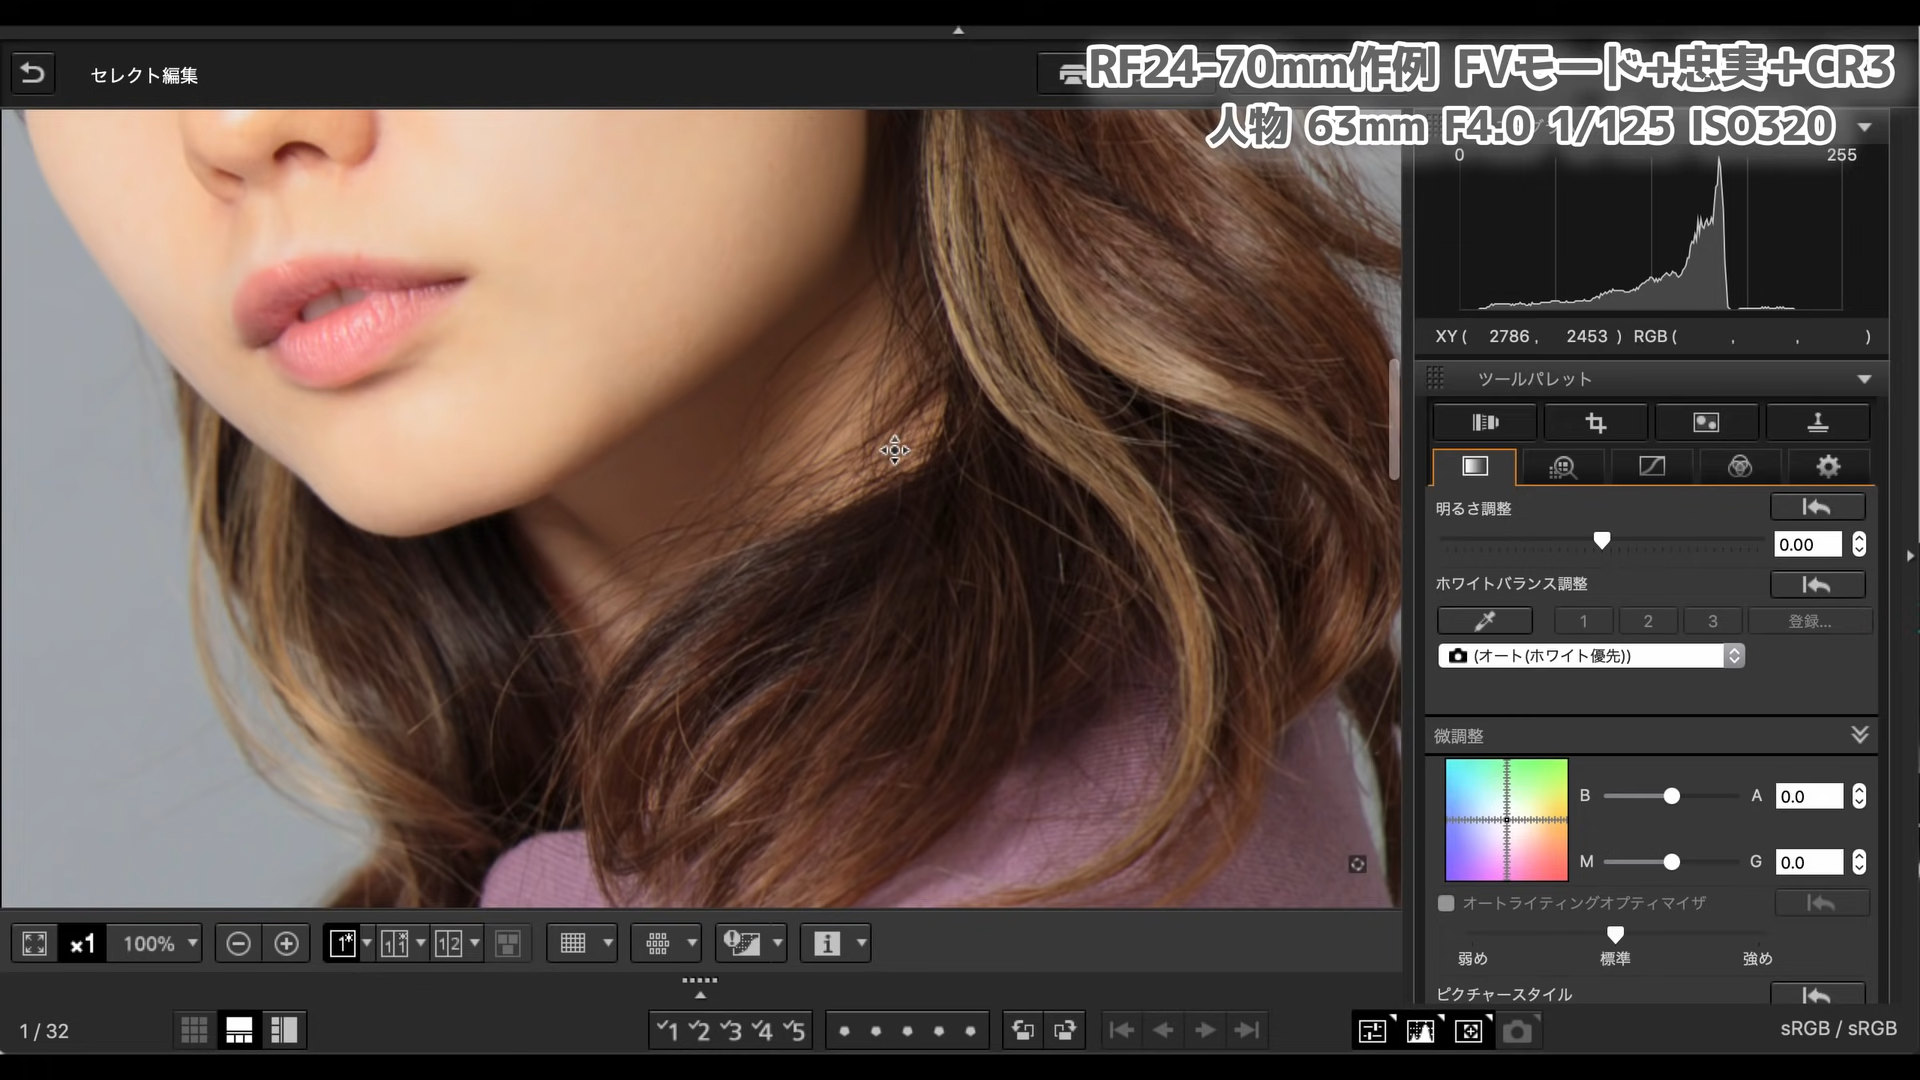 RF24-70mm作例 FVモード+忠実+CR3
人物 63mm F4.0 1/125 ISO320
セレクト編集
0 255
XY( 2786, 2453 ) RGB( , , )
ツールパレット
明るさ調整
0.00
ホワイトバランス調整
1 2 3 登録...
(オート(ホワイト優先))
微調整
B A 0.0
M G 0.0
オートライティングオプティマイザ
弱め 標準 強め
ピクチャースタイル
×1 100%
1 / 32
1 2 3 4 5
sRGB / sRGB